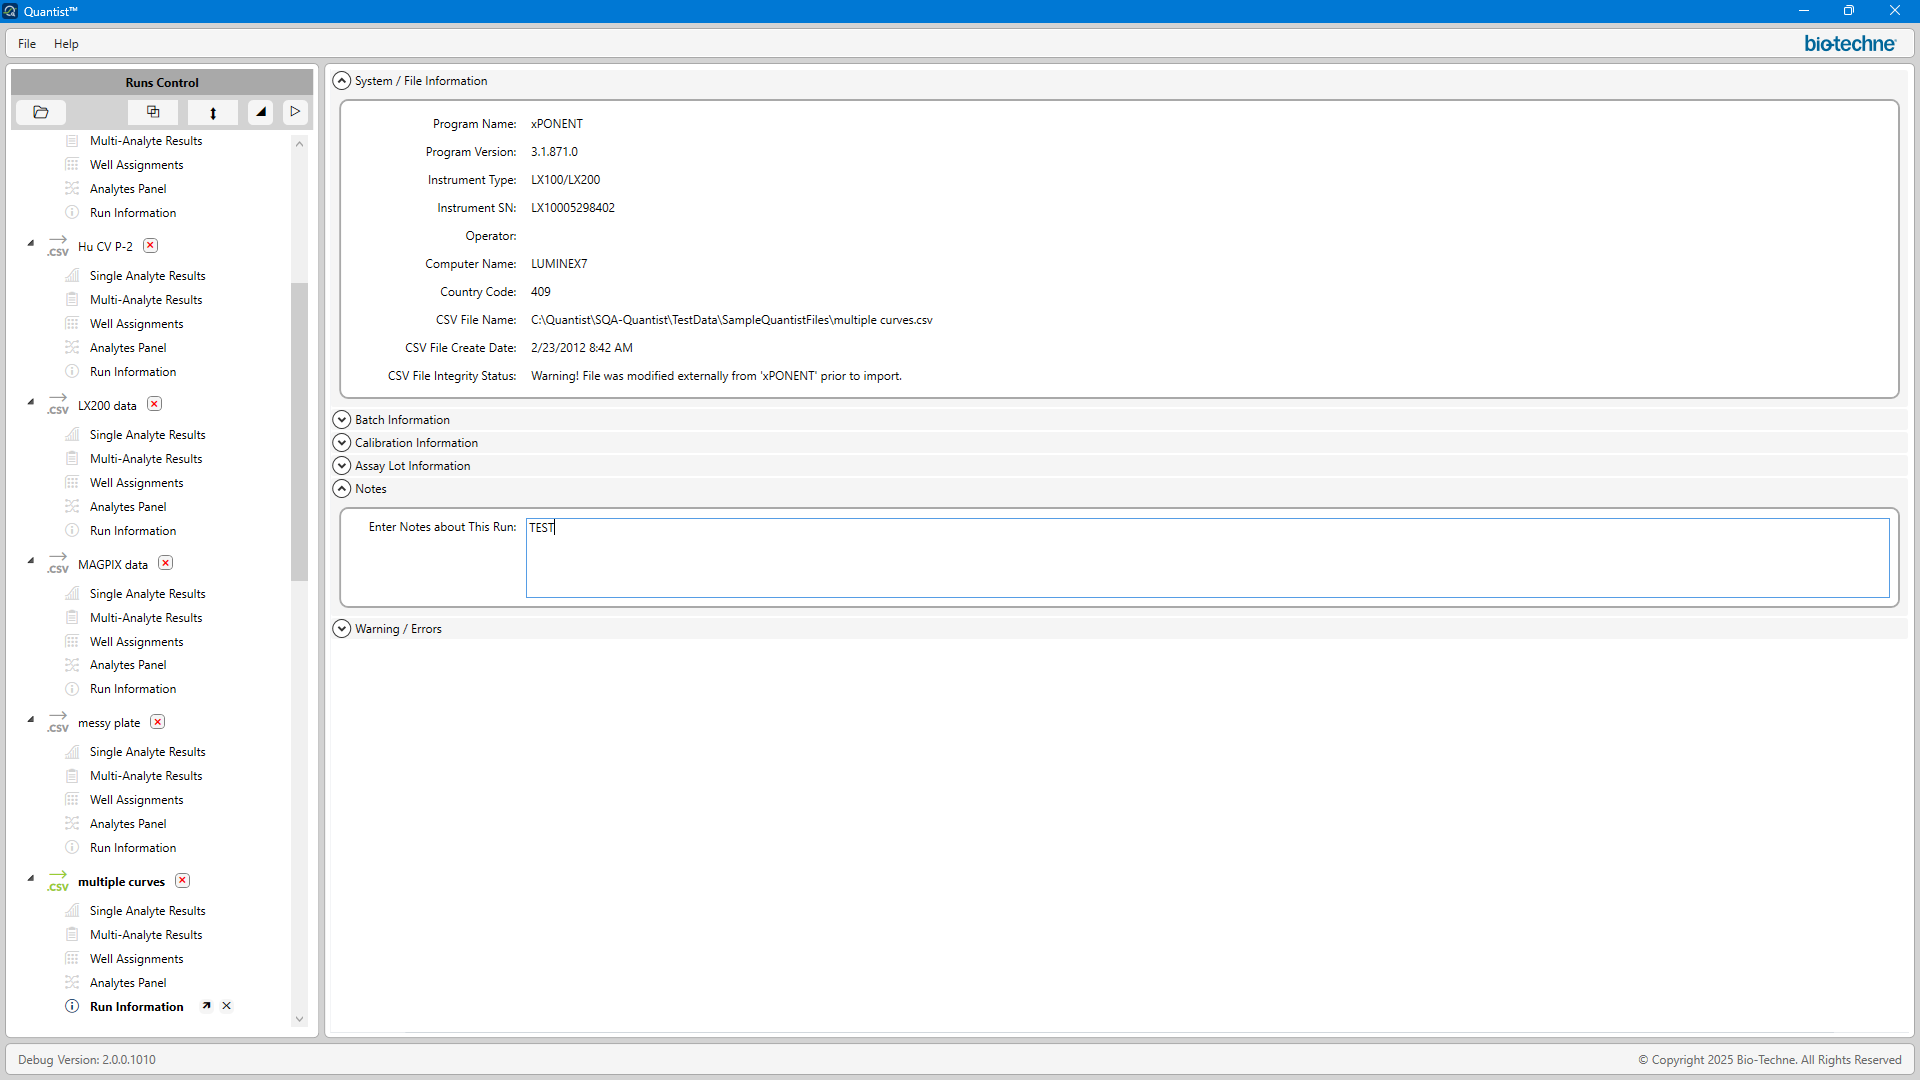 Quantist™
File Help
bio-techne
Runs Control
Multi-Analyte Results
Well Assignments
Analytes Panel
Run Information
.CSV Hu CV P-2
Single Analyte Results
Multi-Analyte Results
Well Assignments
Analytes Panel
Run Information
.CSV LX200 data
Single Analyte Results
Multi-Analyte Results
Well Assignments
Analytes Panel
Run Information
.CSV MAGPIX data
Single Analyte Results
Multi-Analyte Results
Well Assignments
Analytes Panel
Run Information
.CSV messy plate
Single Analyte Results
Multi-Analyte Results
Well Assignments
Analytes Panel
Run Information
.CSV multiple curves
Single Analyte Results
Multi-Analyte Results
Well Assignments
Analytes Panel
Run Information
System / File Information
Program Name: xPONENT
Program Version: 3.1.871.0
Instrument Type: LX100/LX200
Instrument SN: LX10005298402
Operator:
Computer Name: LUMINEX7
Country Code: 409
CSV File Name: C:\Quantist\SQA-Quantist\TestData\SampleQuantistFiles\multiple curves.csv
CSV File Create Date: 2/23/2012 8:42 AM
CSV File Integrity Status: Warning! File was modified externally from 'xPONENT' prior to import.
Batch Information
Calibration Information
Assay Lot Information
Notes
Enter Notes about This Run: TEST
Warning / Errors
Debug Version: 2.0.0.1010
© Copyright 2025 Bio-Techne. All Rights Reserved